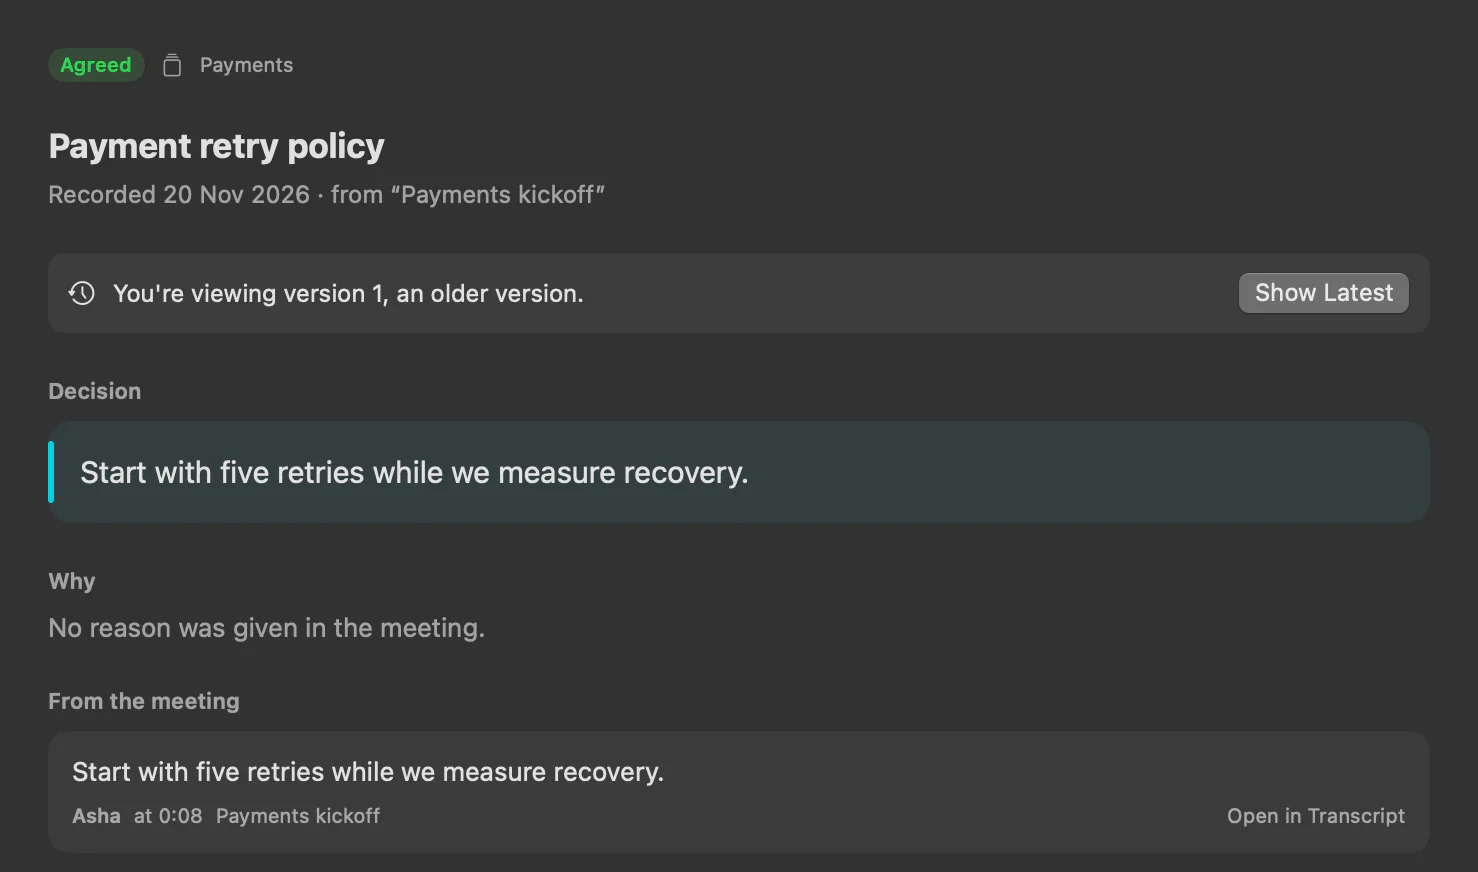 Agreed Payments
Payment retry policy
Recorded 20 Nov 2026 · from “Payments kickoff”
You're viewing version 1, an older version. Show Latest
Decision
Start with five retries while we measure recovery.
Why
No reason was given in the meeting.
From the meeting
Start with five retries while we measure recovery.
Asha at 0:08 Payments kickoff Open in Transcript